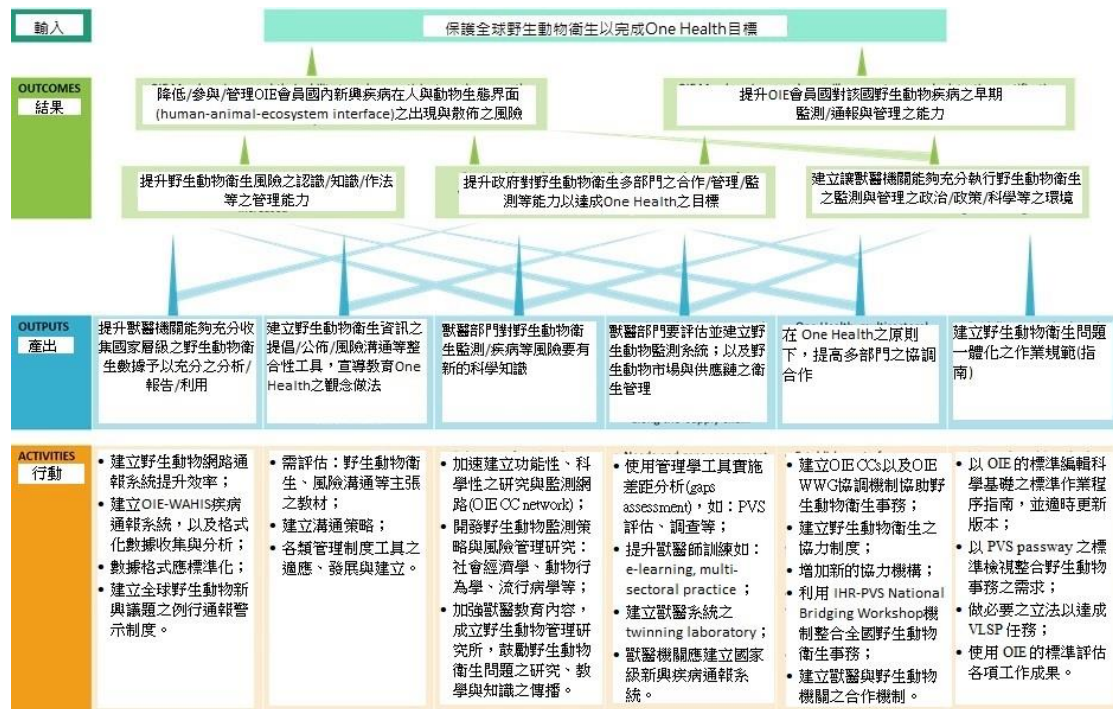 輸入
保護全球野生動物衛生以完成One Health目標
OUTCOMES
結果
降低/參與/管理OIE會員國內新興疾病在人與動物生態界面
(human-animal-ecosystem interface)之出現與散佈之風險
提升OIE會員國對該國野生動物疾病之早期
監測/通報與管理之能力
提升野生動物衛生風險之認識/知識/作法
等之管理能力
提升政府對野生動物衛生多部門之合作/管理/監
測等能力以達成One Health之目標
建立讓獸醫機關能夠充分執行野生動物衛生
之監測與管理之政治/政策/科學等之環境
OUTPUTS
產出
提升獸醫機關能夠充分收
集國家層級之野生動物衛
生數據予以充分之分析/
報告/利用
建立野生動物衛生資訊之
提倡/公佈/風險溝通等整
合性工具，宣導教育One
Health之觀念做法
獸醫部門對野生動物衛
生監測/疾病等風險要有
新的科學知識
獸醫部門要評估並建立野
生動物監測系統；以及野
生動物市場與供應鏈之衛
生管理
在 One Health之原則
下，提高多部門之協調
合作
建立野生動物衛生問題
一體化之作業規範(指
南)
ACTIVITIES
行動
• 建立野生動物網路通
報系統提升效率；
• 建立OIE-WAHIS疾病
通報系統，以及格式
化數據收集與分析；
• 數據格式應標準化；
• 建立全球野生動物新
興議題之例行通報警
示制度。
• 需評估：野生動物衛
生、風險溝通等主張
之教材；
• 建立溝通策略；
• 各類管理制度工具之
適應、發展與建立。
• 加速建立功能性、科
學性之研究與監測網
路(OIE CC network)；
• 開發野生動物監測策
略與風險管理研究：
社會經濟學、動物行
為學、流行病學等；
• 加強獸醫教育內容，
成立野生動物管理研
究所，鼓勵野生動物
衛生問題之研究、教
學與知識之傳播。
• 使用管理學工具實施
差距分析(gaps
assessment)，如：PVS
評估、調查等；
• 提升獸醫師訓練如：
e-learning, multi-
sectoral practice；
• 建立獸醫系統之
twinning laboratory；
• 獸醫機關應建立國家
級新興疾病通報系
統。
• 建立OIE CCs以及OIE
WWG協調機制協助野
生動物衛生事務；
• 建立野生動物衛生之
協力制度；
• 增加新的協力機構；
• 利用 IHR-PVS National
Bridging Workshop機
制整合全國野生動物
衛生事務；
• 建立獸醫與野生動物
機關之合作機制。
• 以 OIE 的標準編輯科
學基礎之標準作業程
序指南，並適時更新
版本；
• 以 PVS passway 之標
準檢視整合野生動物
事務之需求；
• 做必要之立法以達成
VLSP 任務；
• 使用 OIE 的標準評估
各項工作成果。